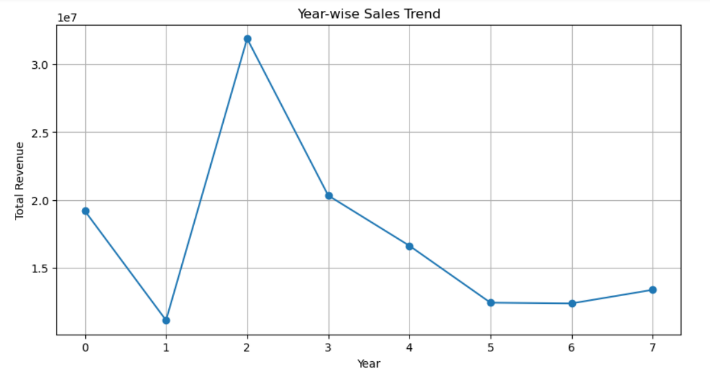 Year-wise Sales Trend
1e7
3.0
2.5
2.0
1.5
Total Revenue
0 1 2 3 4 5 6 7
Year